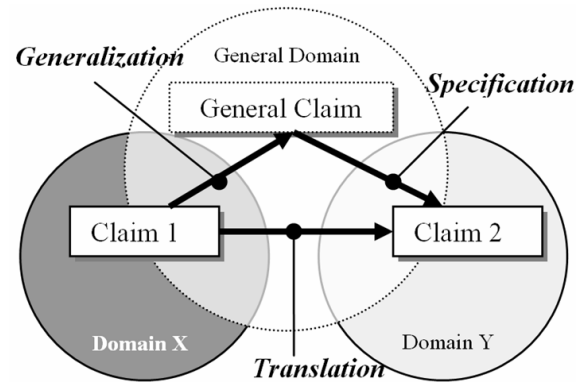 Generalization
General Domain
Specification
General Claim
Claim 1
Claim 2
Domain X
Domain Y
Translation